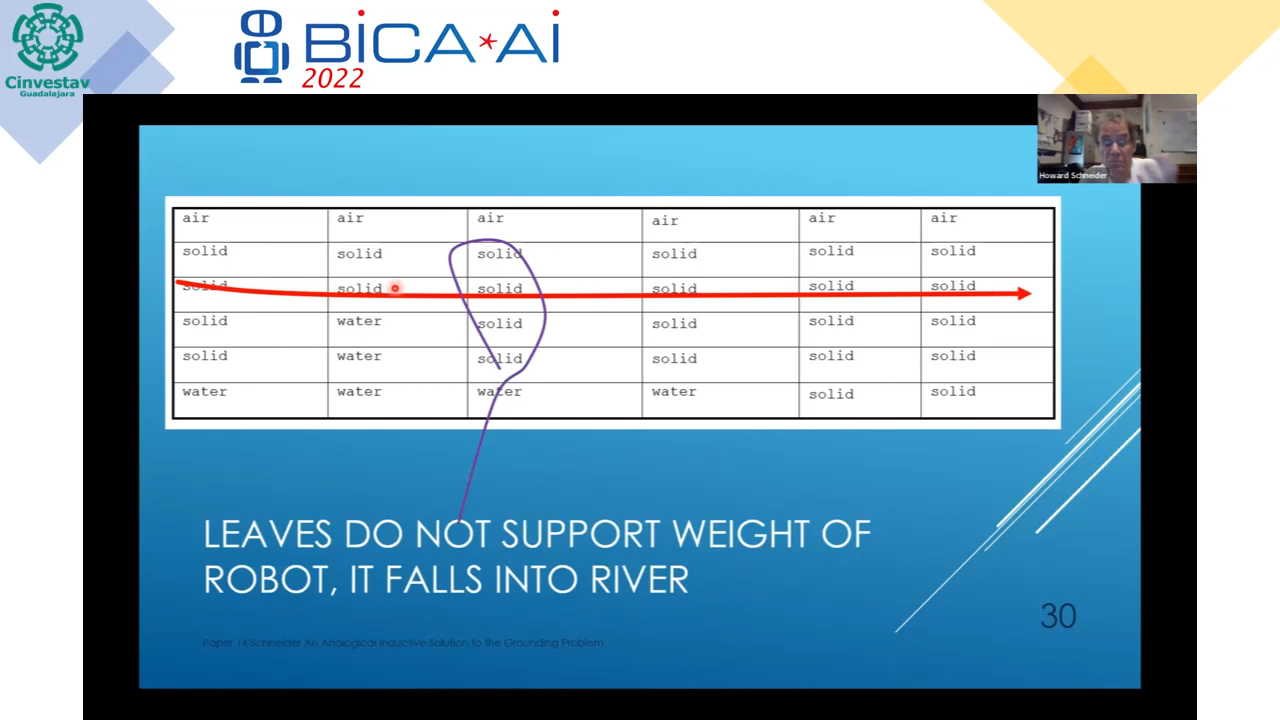 Cinvestav
Guadalajara
BiCA*Ai
2022
Howard Schneider
air air air air air air
solid solid solid solid solid solid
solid solid solid solid solid solid
solid water solid solid solid solid
solid water solid solid solid solid
water water water water solid solid
LEAVES DO NOT SUPPORT WEIGHT OF
ROBOT, IT FALLS INTO RIVER
30
Paper 14 Schneider An Analogical Inductive Solution to the Grounding Problem